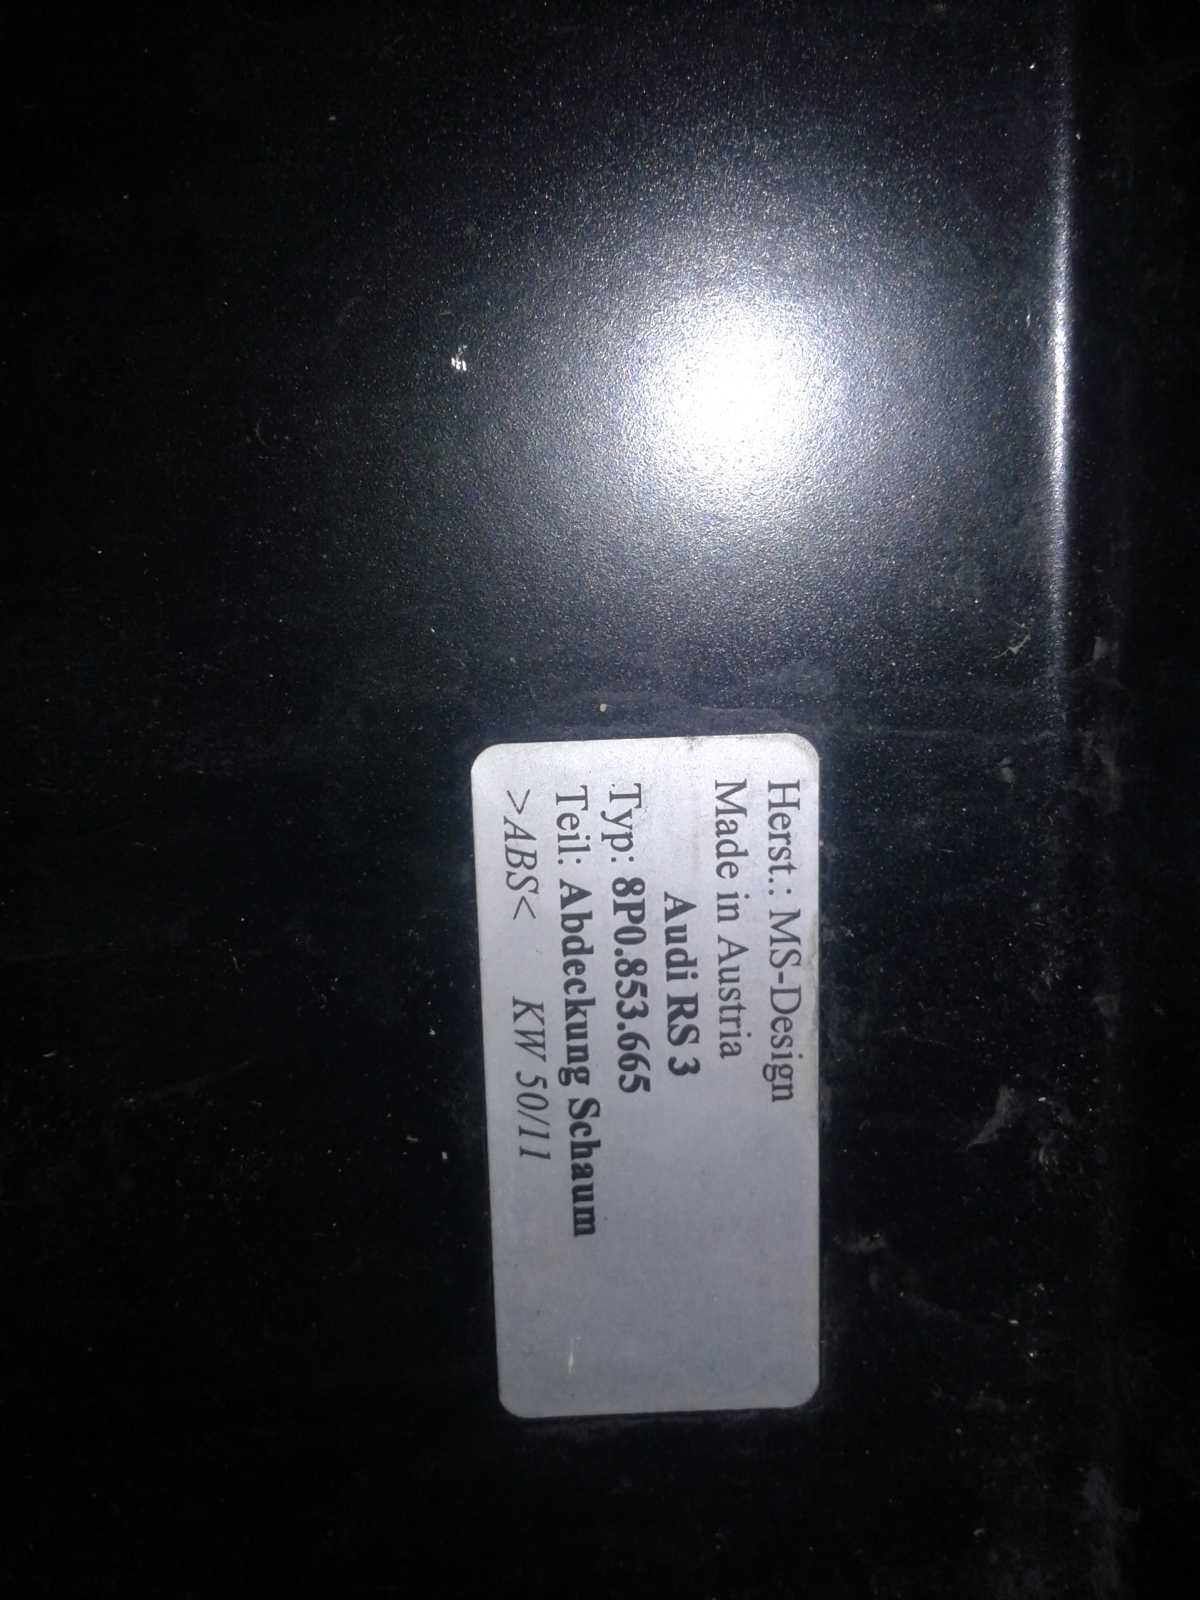 Herst.: MS-Design
Made in Austria
Audi RS 3
Typ: 8P0.853.665
Teil: Abdeckung Schaum
>ABS< KW 50/11